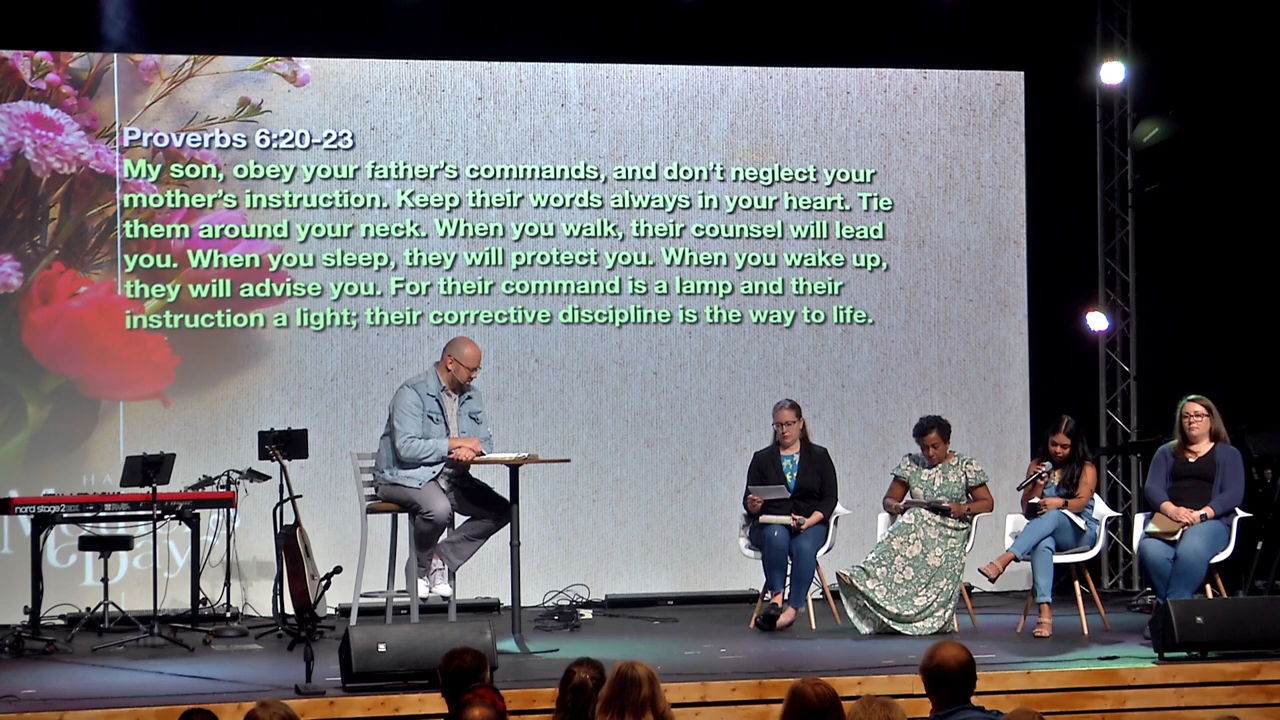 Proverbs 6:20-23
My son, obey your father's commands, and don't neglect your
mother's instruction. Keep their words always in your heart. Tie
them around your neck. When you walk, their counsel will lead
you. When you sleep, they will protect you. When you wake up,
they will advise you. For their command is a lamp and their
instruction a light; their corrective discipline is the way to life.
nord stage 2
Day